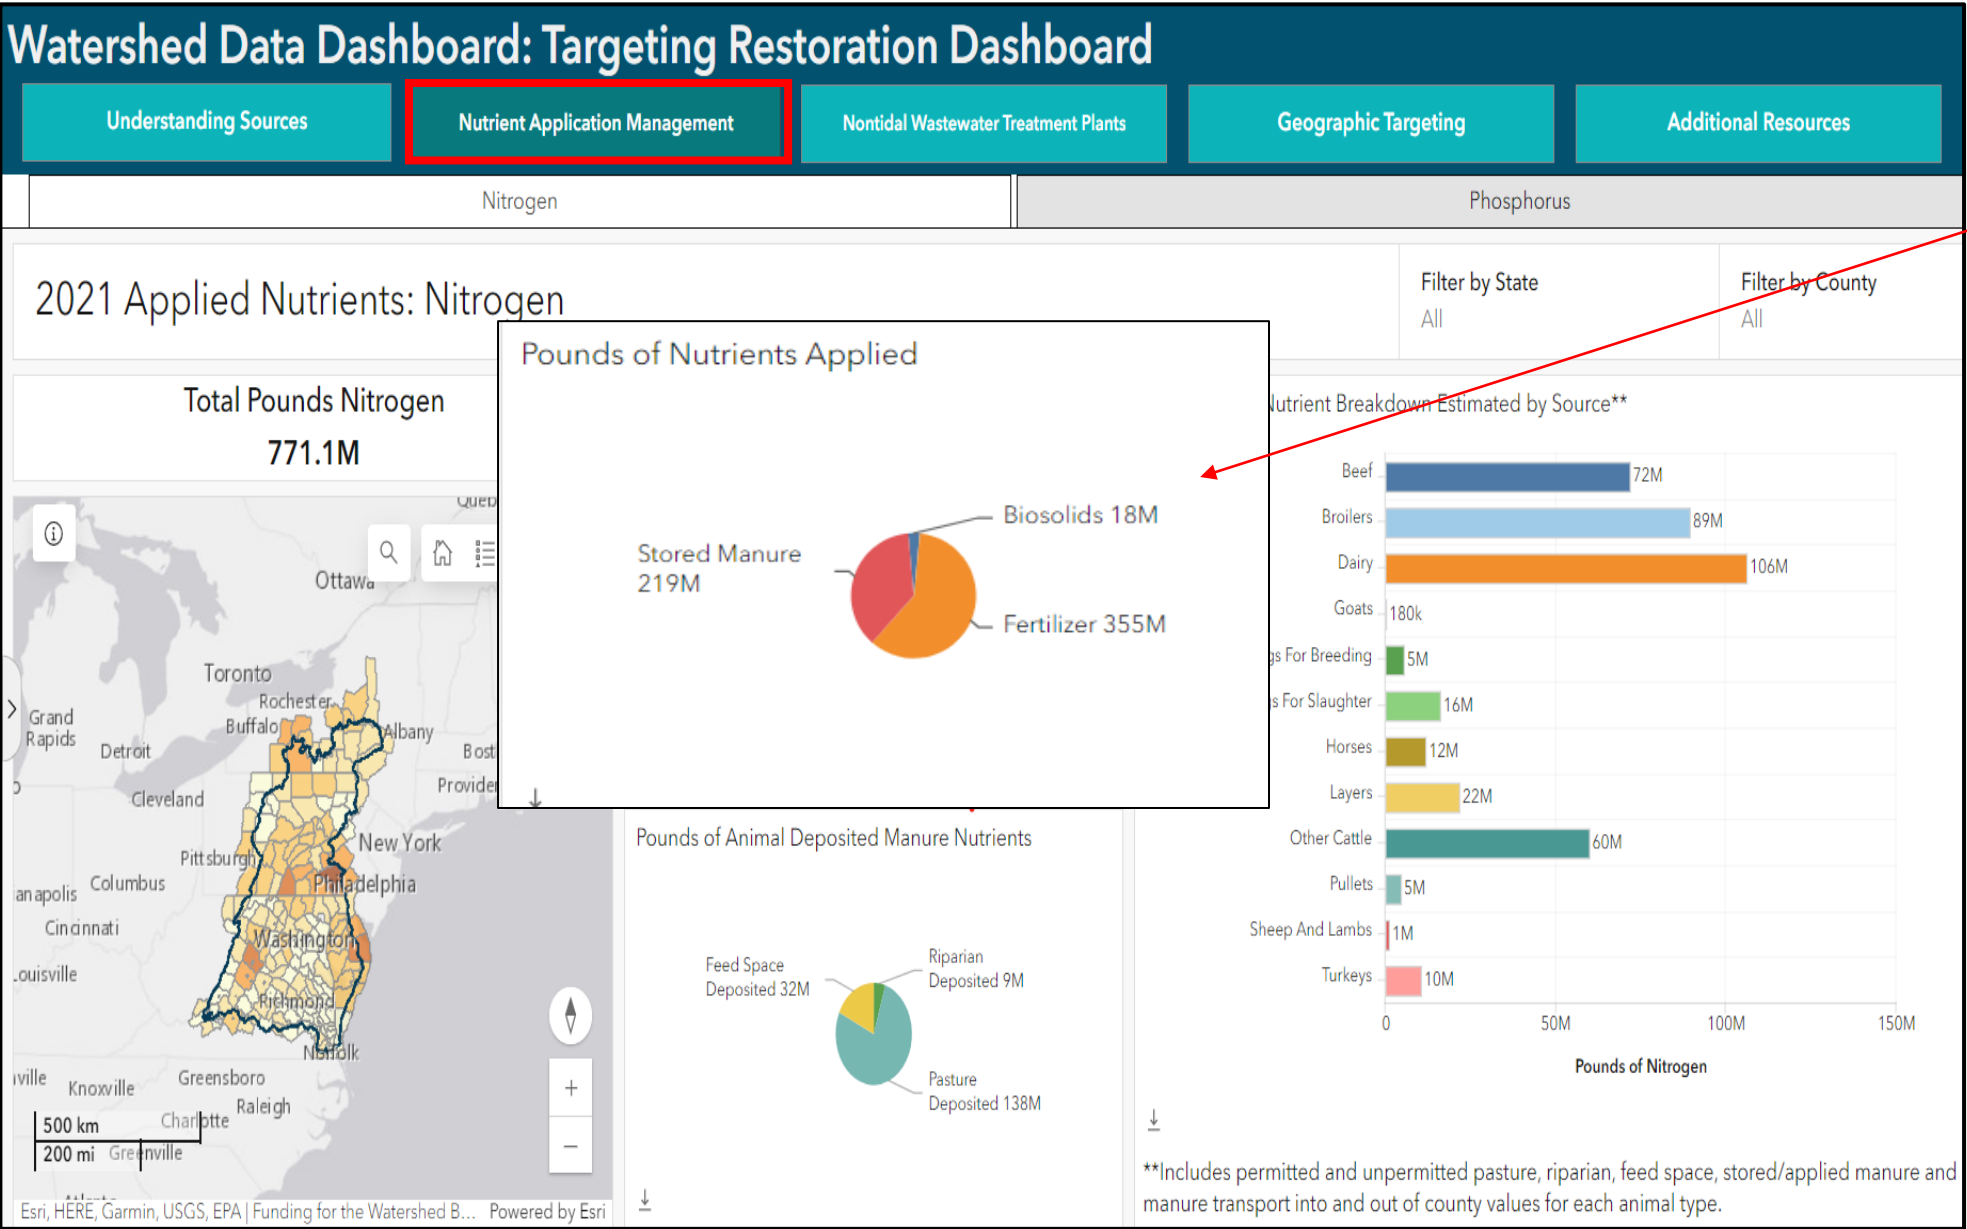 Watershed Data Dashboard: Targeting Restoration Dashboard
Understanding Sources
Nutrient Application Management
Nontidal Wastewater Treatment Plants
Geographic Targeting
Additional Resources
Nitrogen
Phosphorus
2021 Applied Nutrients: Nitrogen
Filter by State
All
Filter by County
All
Total Pounds Nitrogen
771.1M
Pounds of Nutrients Applied
Biosolids 18M
Stored Manure
219M
Fertilizer 355M
Ottawa
Toronto
Rochester
Buffalo
Albany
Grand
Rapids
Detroit
Cleveland
New York
Pittsburgh
Philadelphia
Columbus
Cincinnati
Washington
Richmond
Norfolk
Knoxville
Greensboro
Raleigh
Charlotte
Greenville
500 km
200 mi
Esri, HERE, Garmin, USGS, EPA | Funding for the Watershed B...
Powered by Esri
Pounds of Animal Deposited Manure Nutrients
Feed Space
Deposited 32M
Riparian
Deposited 9M
Pasture
Deposited 138M
Breakdown Estimated by Source**
Beef 72M
Broilers 89M
Dairy 106M
Goats 180k
For Breeding 5M
For Slaughter 16M
Horses 12M
Layers 22M
Other Cattle 60M
Pullets 5M
Sheep And Lambs 1M
Turkeys 10M
0 50M 100M 150M
Pounds of Nitrogen
**Includes permitted and unpermitted pasture, riparian, feed space, stored/applied manure and
manure transport into and out of county values for each animal type.